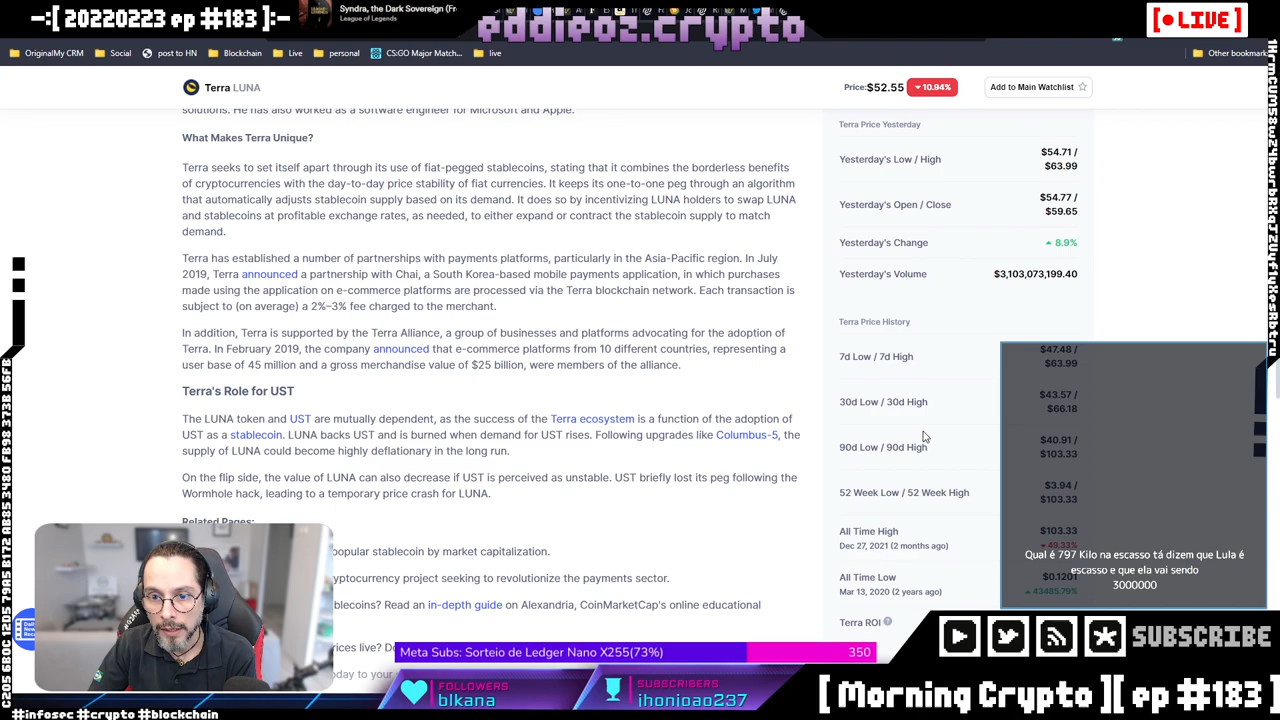 -:[ 20220223 ep #183 ]:-
Syndra, the Dark Sovereign (Fr
League of Legends
eddieoz.crypto
[ LIVE ]
OriginalMy CRM
Social
post to HN
Blockchain
Live
personal
CS:GO Major Match...
live
Other bookmark
Terra LUNA
Price: $52.55
10.94%
Add to Main Watchlist
solutions. He has also worked as a software engineer for Microsoft and Apple.
What Makes Terra Unique?
Terra seeks to set itself apart through its use of fiat-pegged stablecoins, stating that it combines the borderless benefits
of cryptocurrencies with the day-to-day price stability of fiat currencies. It keeps its one-to-one peg through an algorithm
that automatically adjusts stablecoin supply based on its demand. It does so by incentivizing LUNA holders to swap LUNA
and stablecoins at profitable exchange rates, as needed, to either expand or contract the stablecoin supply to match
demand.
Terra has established a number of partnerships with payments platforms, particularly in the Asia-Pacific region. In July
2019, Terra announced a partnership with Chai, a South Korea-based mobile payments application, in which purchases
made using the application on e-commerce platforms are processed via the Terra blockchain network. Each transaction is
subject to (on average) a 2%–3% fee charged to the merchant.
In addition, Terra is supported by the Terra Alliance, a group of businesses and platforms advocating for the adoption of
Terra. In February 2019, the company announced that e-commerce platforms from 10 different countries, representing a
user base of 45 million and a gross merchandise value of $25 billion, were members of the alliance.
Terra's Role for UST
The LUNA token and UST are mutually dependent, as the success of the Terra ecosystem is a function of the adoption of
UST as a stablecoin. LUNA backs UST and is burned when demand for UST rises. Following upgrades like Columbus-5, the
supply of LUNA could become highly deflationary in the long run.
On the flip side, the value of LUNA can also decrease if UST is perceived as unstable. UST briefly lost its peg following the
Wormhole hack, leading to a temporary price crash for LUNA.
Related Pages:
popular stablecoin by market capitalization.
yptocurrency project seeking to revolutionize the payments sector.
blecoins? Read an in-depth guide on Alexandria, CoinMarketCap's online educational
rices live? Do
oday to your
Terra Price Yesterday
Yesterday's Low / High
$54.71 /
$63.99
Yesterday's Open / Close
$54.77 /
$59.65
Yesterday's Change
8.9%
Yesterday's Volume
$3,103,073,199.40
Terra Price History
7d Low / 7d High
$47.48 /
$63.99
30d Low / 30d High
$43.57 /
$66.18
90d Low / 90d High
$40.91 /
$103.33
52 Week Low / 52 Week High
$3.94 /
$103.33
All Time High
$103.33
Dec 27, 2021 (2 months ago)
49.33%
All Time Low
$0.1201
Mar 13, 2020 (2 years ago)
43485.79%
Terra ROI
Qual é 797 Kilo na escasso tá dizem que Lula é
escasso e que ela vai sendo
3000000
Meta Subs: Sorteio de Ledger Nano X255(73%)
350
FOLLOWERS
blkana
SUBSCRIBERS
ihonjoao237
SUBSCRIBE
[ Morning Crypto ][ ep #183 ]
#infosec #crypto #blockchain